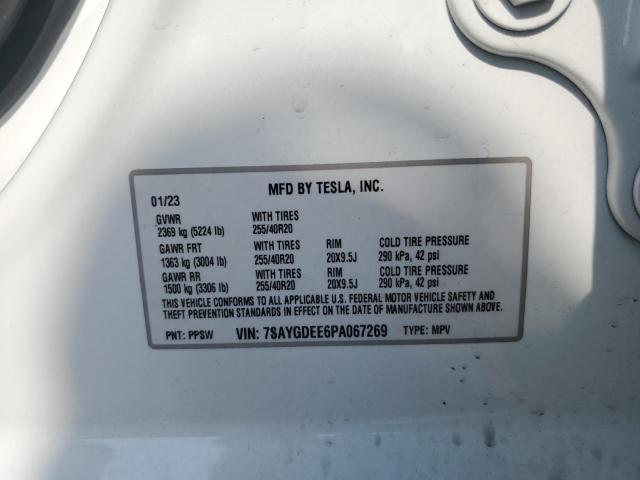 MFD BY TESLA, INC.
01/23
GVWR WITH TIRES
2369 kg (5224 lb) 255/40R20
GAWR FRT WITH TIRES RIM COLD TIRE PRESSURE
1363 kg (3004 lb) 255/40R20 20X9.5J 290 kPa, 42 psi
GAWR RR WITH TIRES RIM COLD TIRE PRESSURE
1500 kg (3306 lb) 255/40R20 20X9.5J 290 kPa, 42 psi
THIS VEHICLE CONFORMS TO ALL APPLICABLE U.S. FEDERAL MOTOR VEHICLE SAFETY AND
THEFT PREVENTION STANDARDS IN EFFECT ON THE DATE OF MANUFACTURE SHOWN ABOVE.
PNT: PPSW VIN: 7SAYGDEE6PA067269 TYPE: MPV